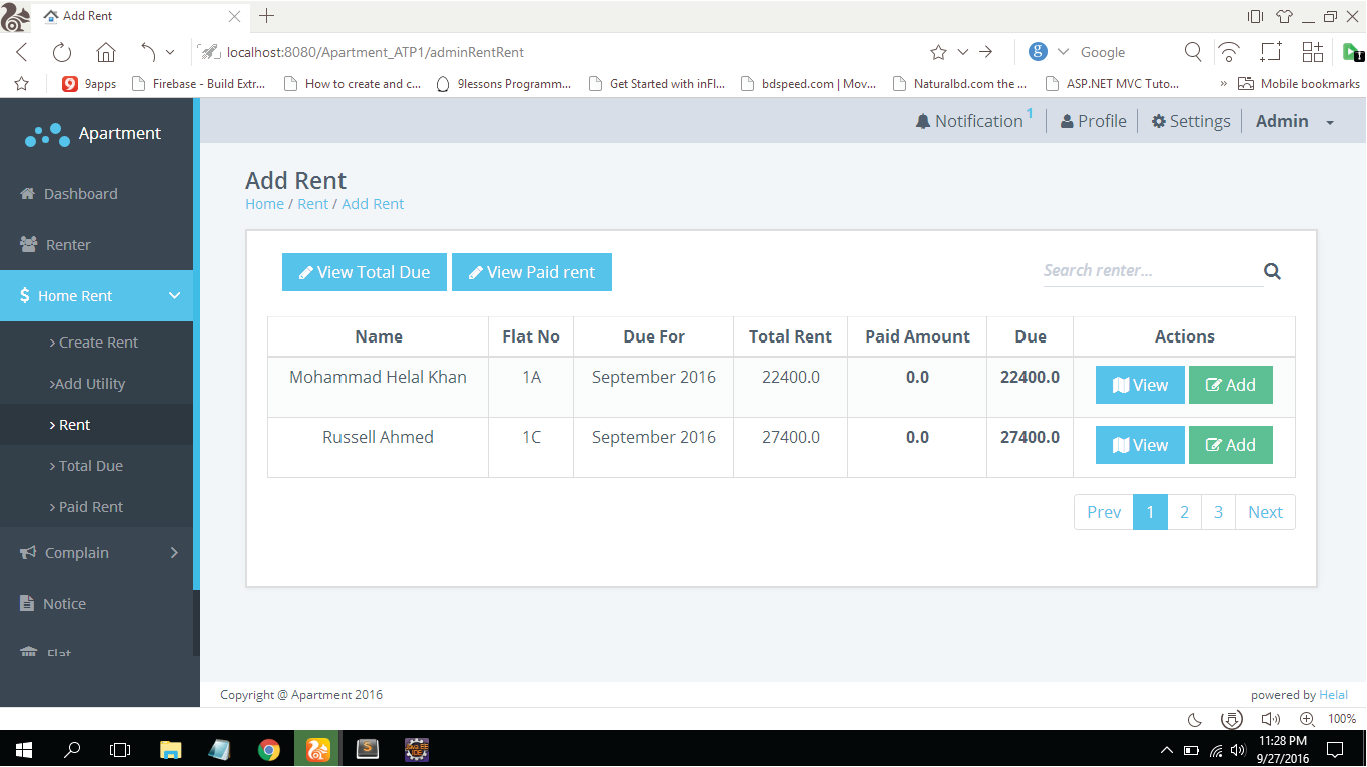 Add Rent
localhost:8080/Apartment_ATP1/adminRentRent
g Google
9apps Firebase - Build Extr... How to create and c... 9lessons Programm... Get Started with inFl... bdspeed.com | Mov... Naturalbd.com the ... ASP.NET MVC Tuto... » Mobile bookmarks
Apartment
Notification 1 Profile Settings Admin
Dashboard
Renter
$ Home Rent
> Create Rent
>Add Utility
> Rent
> Total Due
> Paid Rent
Complain
Notice
Flat
Add Rent
Home / Rent / Add Rent
View Total Due View Paid rent Search renter...
Name Flat No Due For Total Rent Paid Amount Due Actions
Mohammad Helal Khan 1A September 2016 22400.0 0.0 22400.0 View Add
Russell Ahmed 1C September 2016 27400.0 0.0 27400.0 View Add
Prev 1 2 3 Next
Copyright @ Apartment 2016 powered by Helal
100%
11:28 PM
9/27/2016